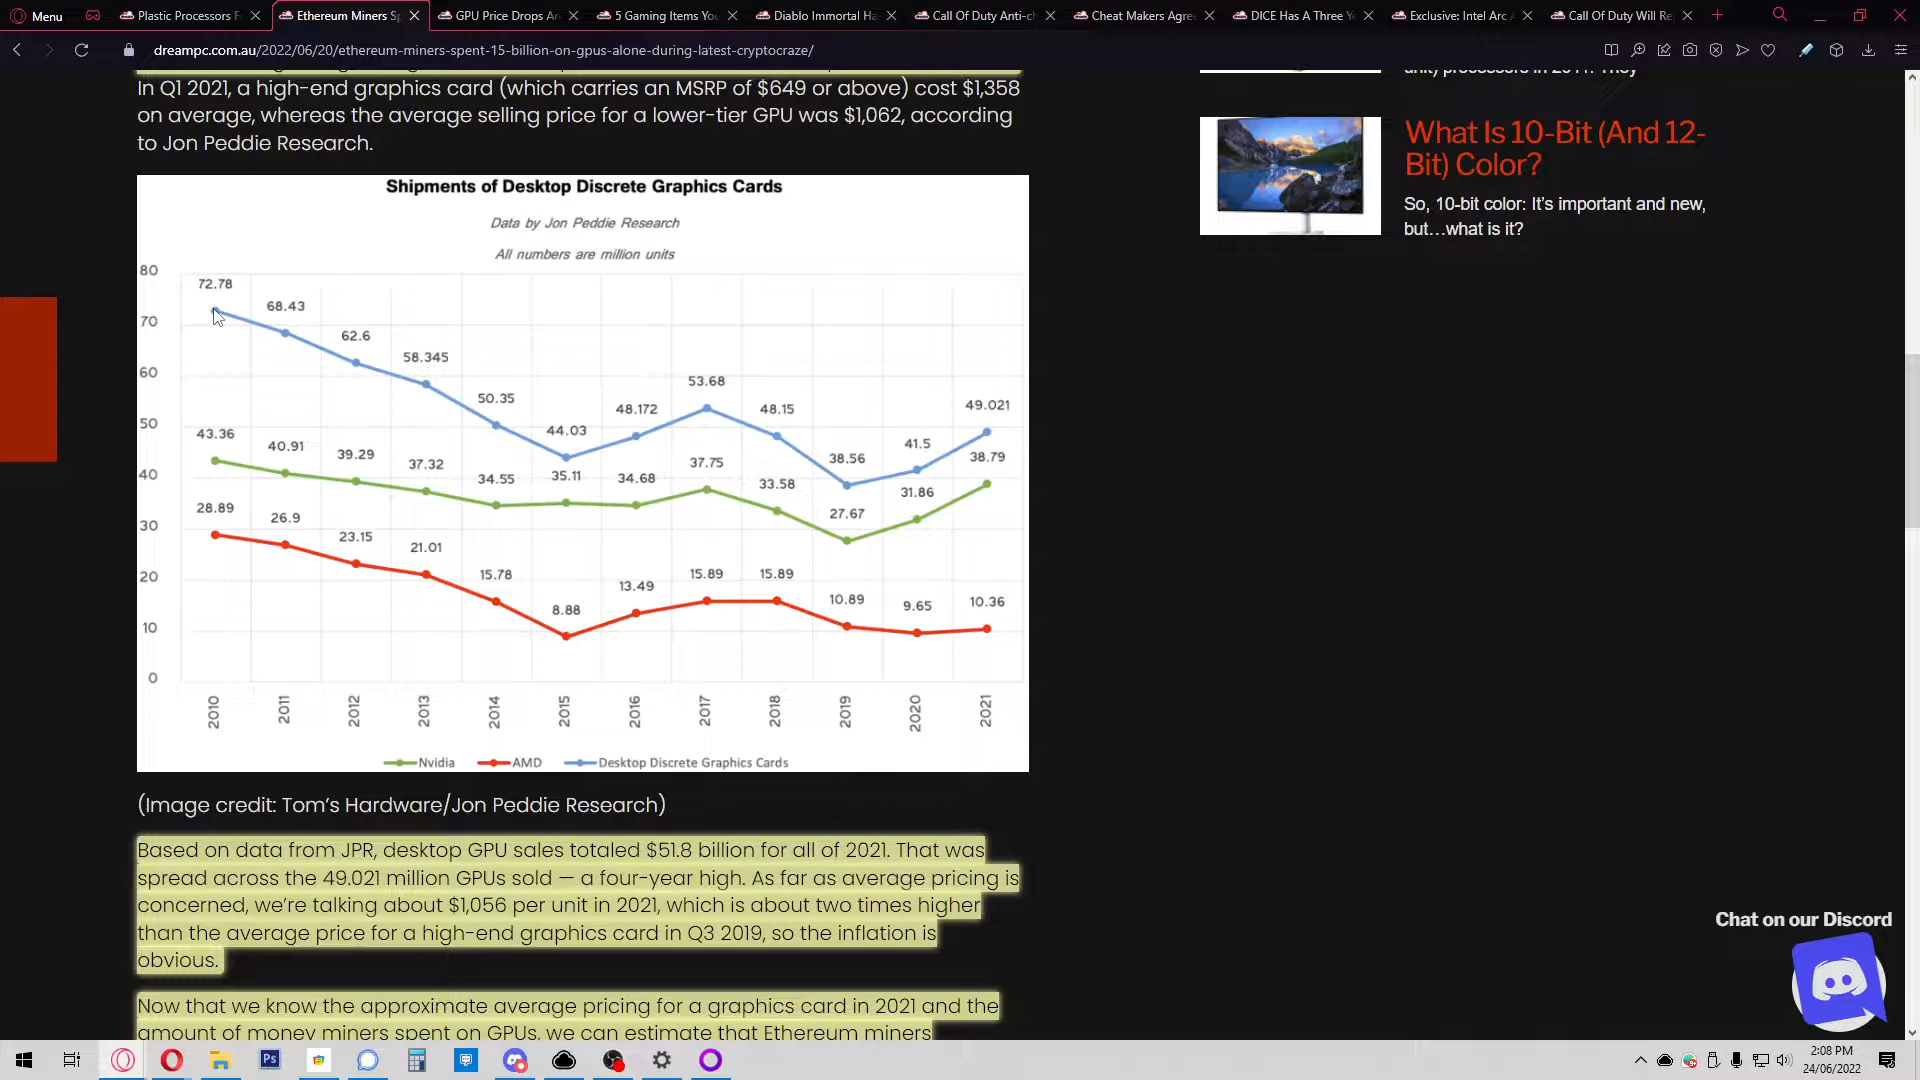 Menu
Plastic Processors F
Ethereum Miners Sp
GPU Price Drops An
5 Gaming Items You
Diablo Immortal Ha
Call Of Duty Anti-ch
Cheat Makers Agre
DICE Has A Three Ye
Exclusive: Intel Arc A
Call Of Duty Will Re
dreampc.com.au/2022/06/20/ethereum-miners-spent-15-billion-on-gpus-alone-during-latest-cryptocraze/
In Q1 2021, a high-end graphics card (which carries an MSRP of $649 or above) cost $1,358
on average, whereas the average selling price for a lower-tier GPU was $1,062, according
to Jon Peddie Research.
Shipments of Desktop Discrete Graphics Cards
Data by Jon Peddie Research
All numbers are million units
80
70
60
50
40
30
20
10
0
72.78
68.43
62.6
58.345
50.35
44.03
48.172
53.68
48.15
38.56
41.5
49.021
43.36
40.91
39.29
37.32
34.55
35.11
34.68
37.75
33.58
27.67
31.86
38.79
28.89
26.9
23.15
21.01
15.78
8.88
13.49
15.89
15.89
10.89
9.65
10.36
2010
2011
2012
2013
2014
2015
2016
2017
2018
2019
2020
2021
Nvidia
AMD
Desktop Discrete Graphics Cards
(Image credit: Tom's Hardware/Jon Peddie Research)
Based on data from JPR, desktop GPU sales totaled $51.8 billion for all of 2021. That was
spread across the 49.021 million GPUs sold — a four-year high. As far as average pricing is
concerned, we're talking about $1,056 per unit in 2021, which is about two times higher
than the average price for a high-end graphics card in Q3 2019, so the inflation is
obvious.
Now that we know the approximate average pricing for a graphics card in 2021 and the
amount of money miners spent on GPUs, we can estimate that Ethereum miners
unit) processors in 2011. They
What Is 10-Bit (And 12-
Bit) Color?
So, 10-bit color: It's important and new,
but…what is it?
Chat on our Discord
Ps
2:08 PM
24/06/2022